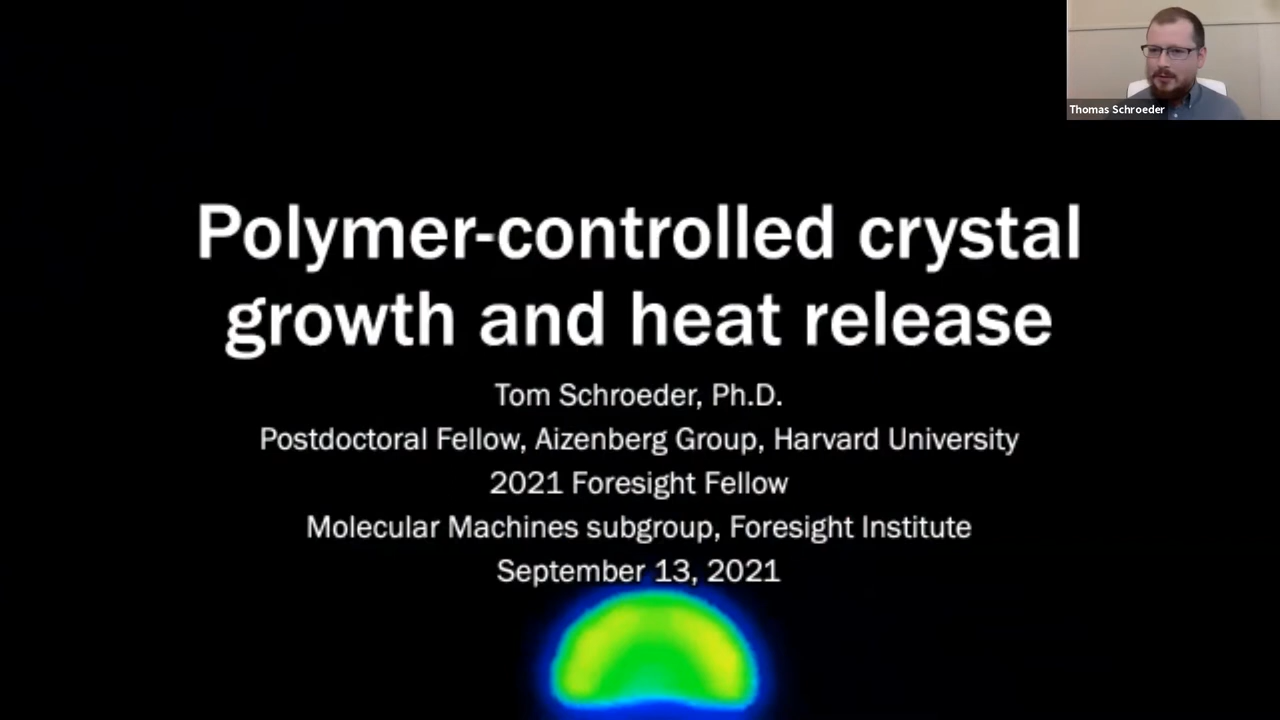 Thomas Schroeder
Polymer-controlled crystal
growth and heat release
Tom Schroeder, Ph.D.
Postdoctoral Fellow, Aizenberg Group, Harvard University
2021 Foresight Fellow
Molecular Machines subgroup, Foresight Institute
September 13, 2021